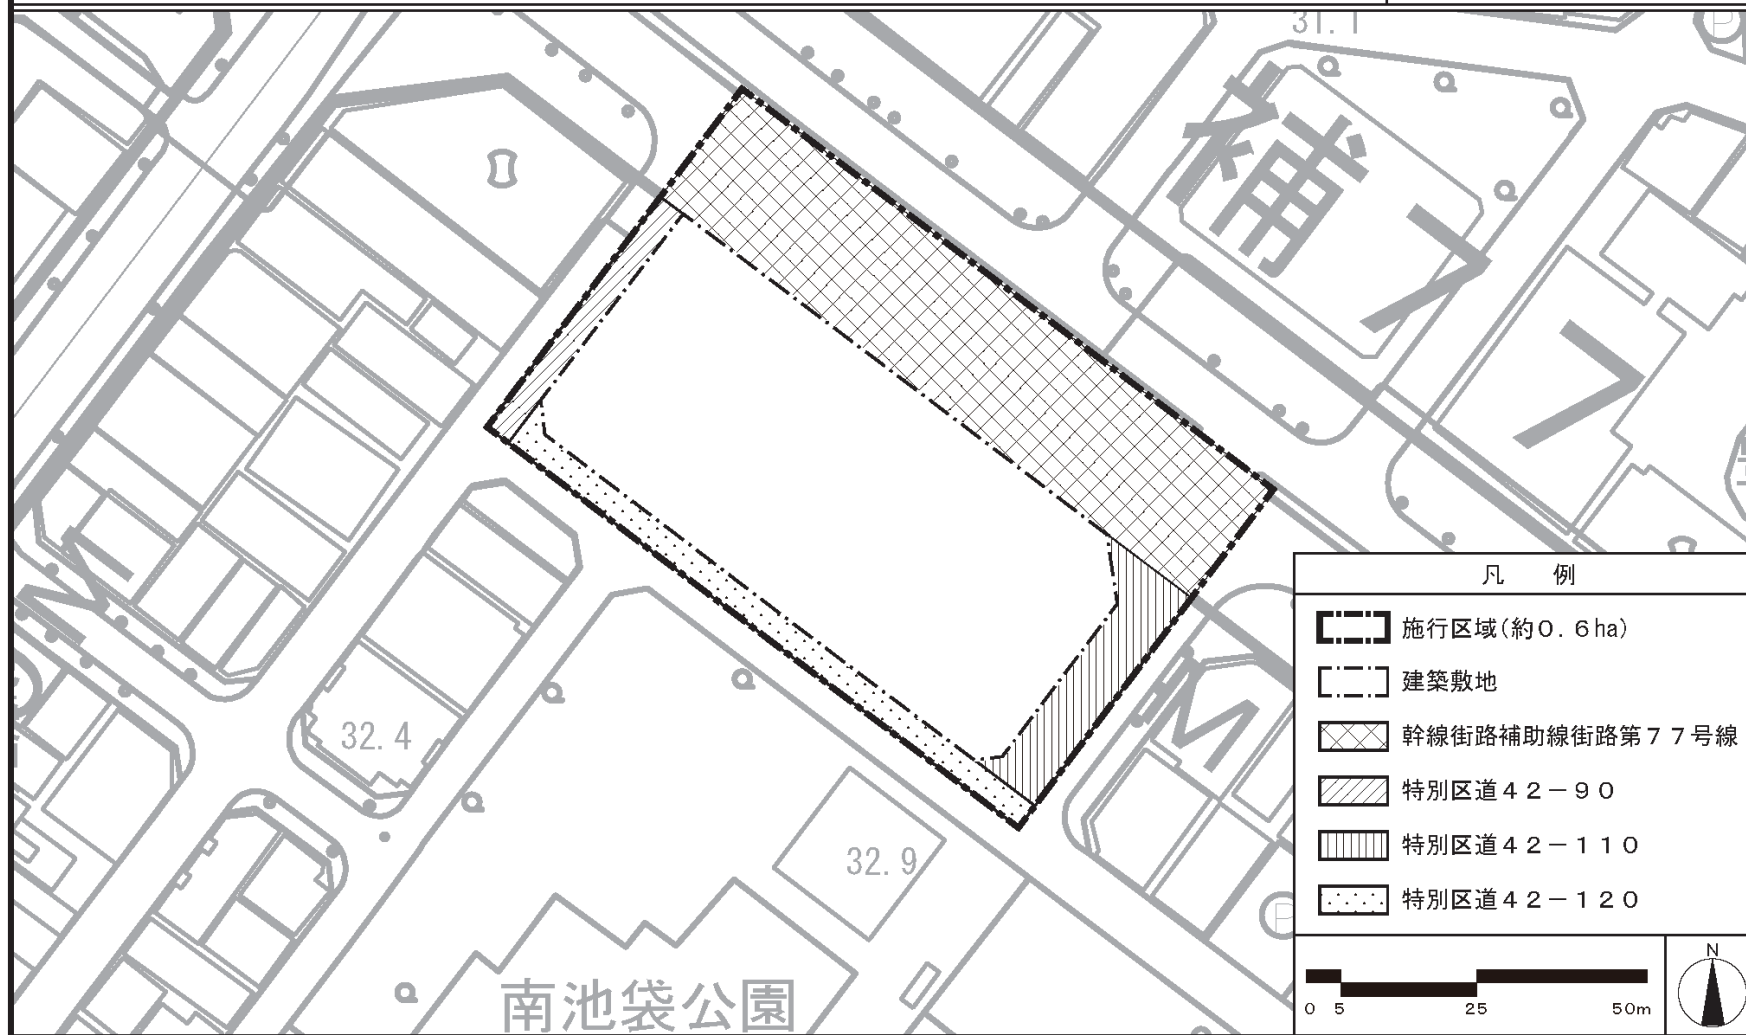 31.1
補77
32.4
32.9
南池袋公園
凡 例
施行区域(約0.6ha)
建築敷地
幹線街路補助線街路第77号線
特別区道42-90
特別区道42-110
特別区道42-120
0 5 25 50m
N